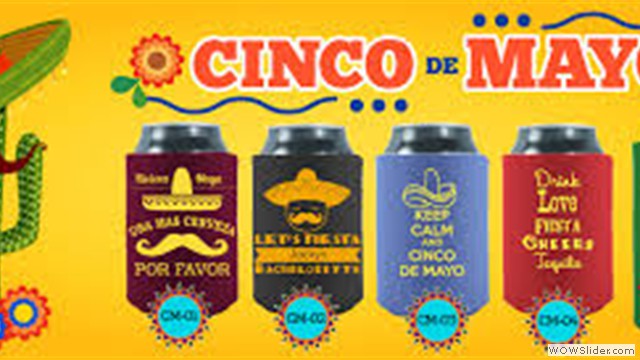 CINCO DE MAYO
UNA MAS CERVEZA
POR FAVOR
CM-01
LET'S FIESTA
CM-02
KEEP
CALM
AND
CINCO
DE MAYO
CM-03
Drink
Love
FIESTA
CHEERS
Tequila
CM-04
WOWSlider.com